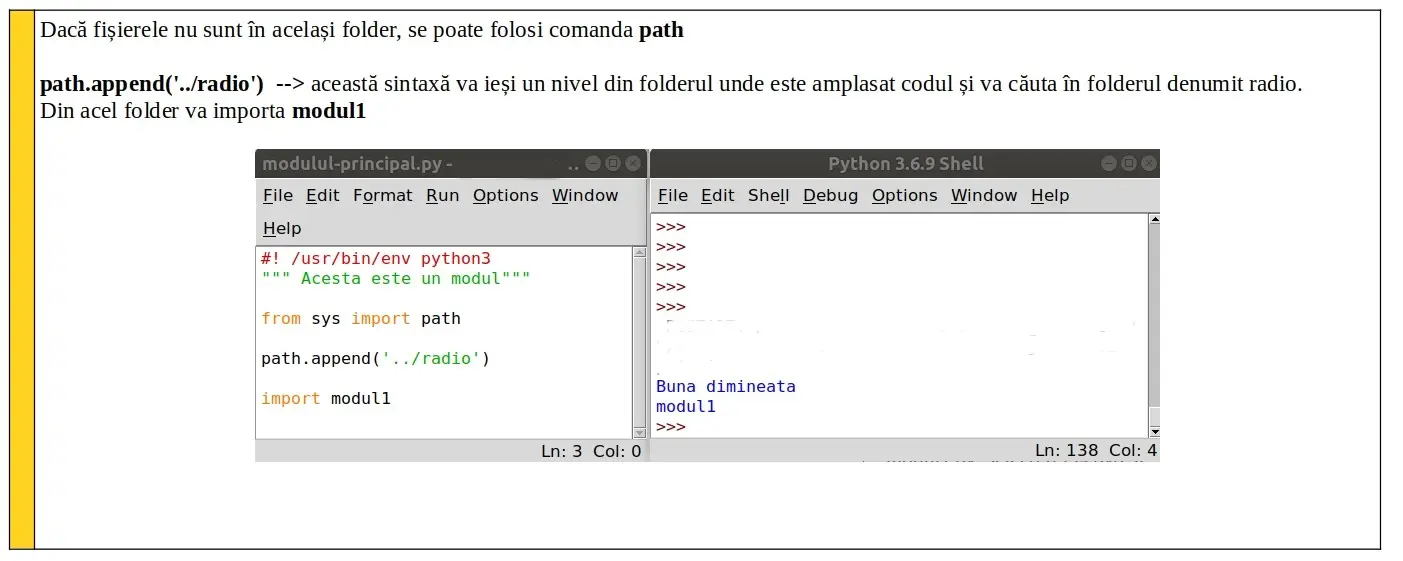 Dacă fișierele nu sunt în același folder, se poate folosi comanda path
path.append('../radio') --> această sintaxă va ieși un nivel din folderul unde este amplasat codul și va căuta în folderul denumit radio.
Din acel folder va importa modul1
modulul-principal.py - ..
File Edit Format Run Options Window
Help
#! /usr/bin/env python3
""" Acesta este un modul"""
from sys import path
path.append('../radio')
import modul1
Ln: 3 Col: 0
Python 3.6.9 Shell
File Edit Shell Debug Options Window Help
>>>
>>>
>>>
>>>
>>>
Buna dimineata
modul1
>>>
Ln: 138 Col: 4